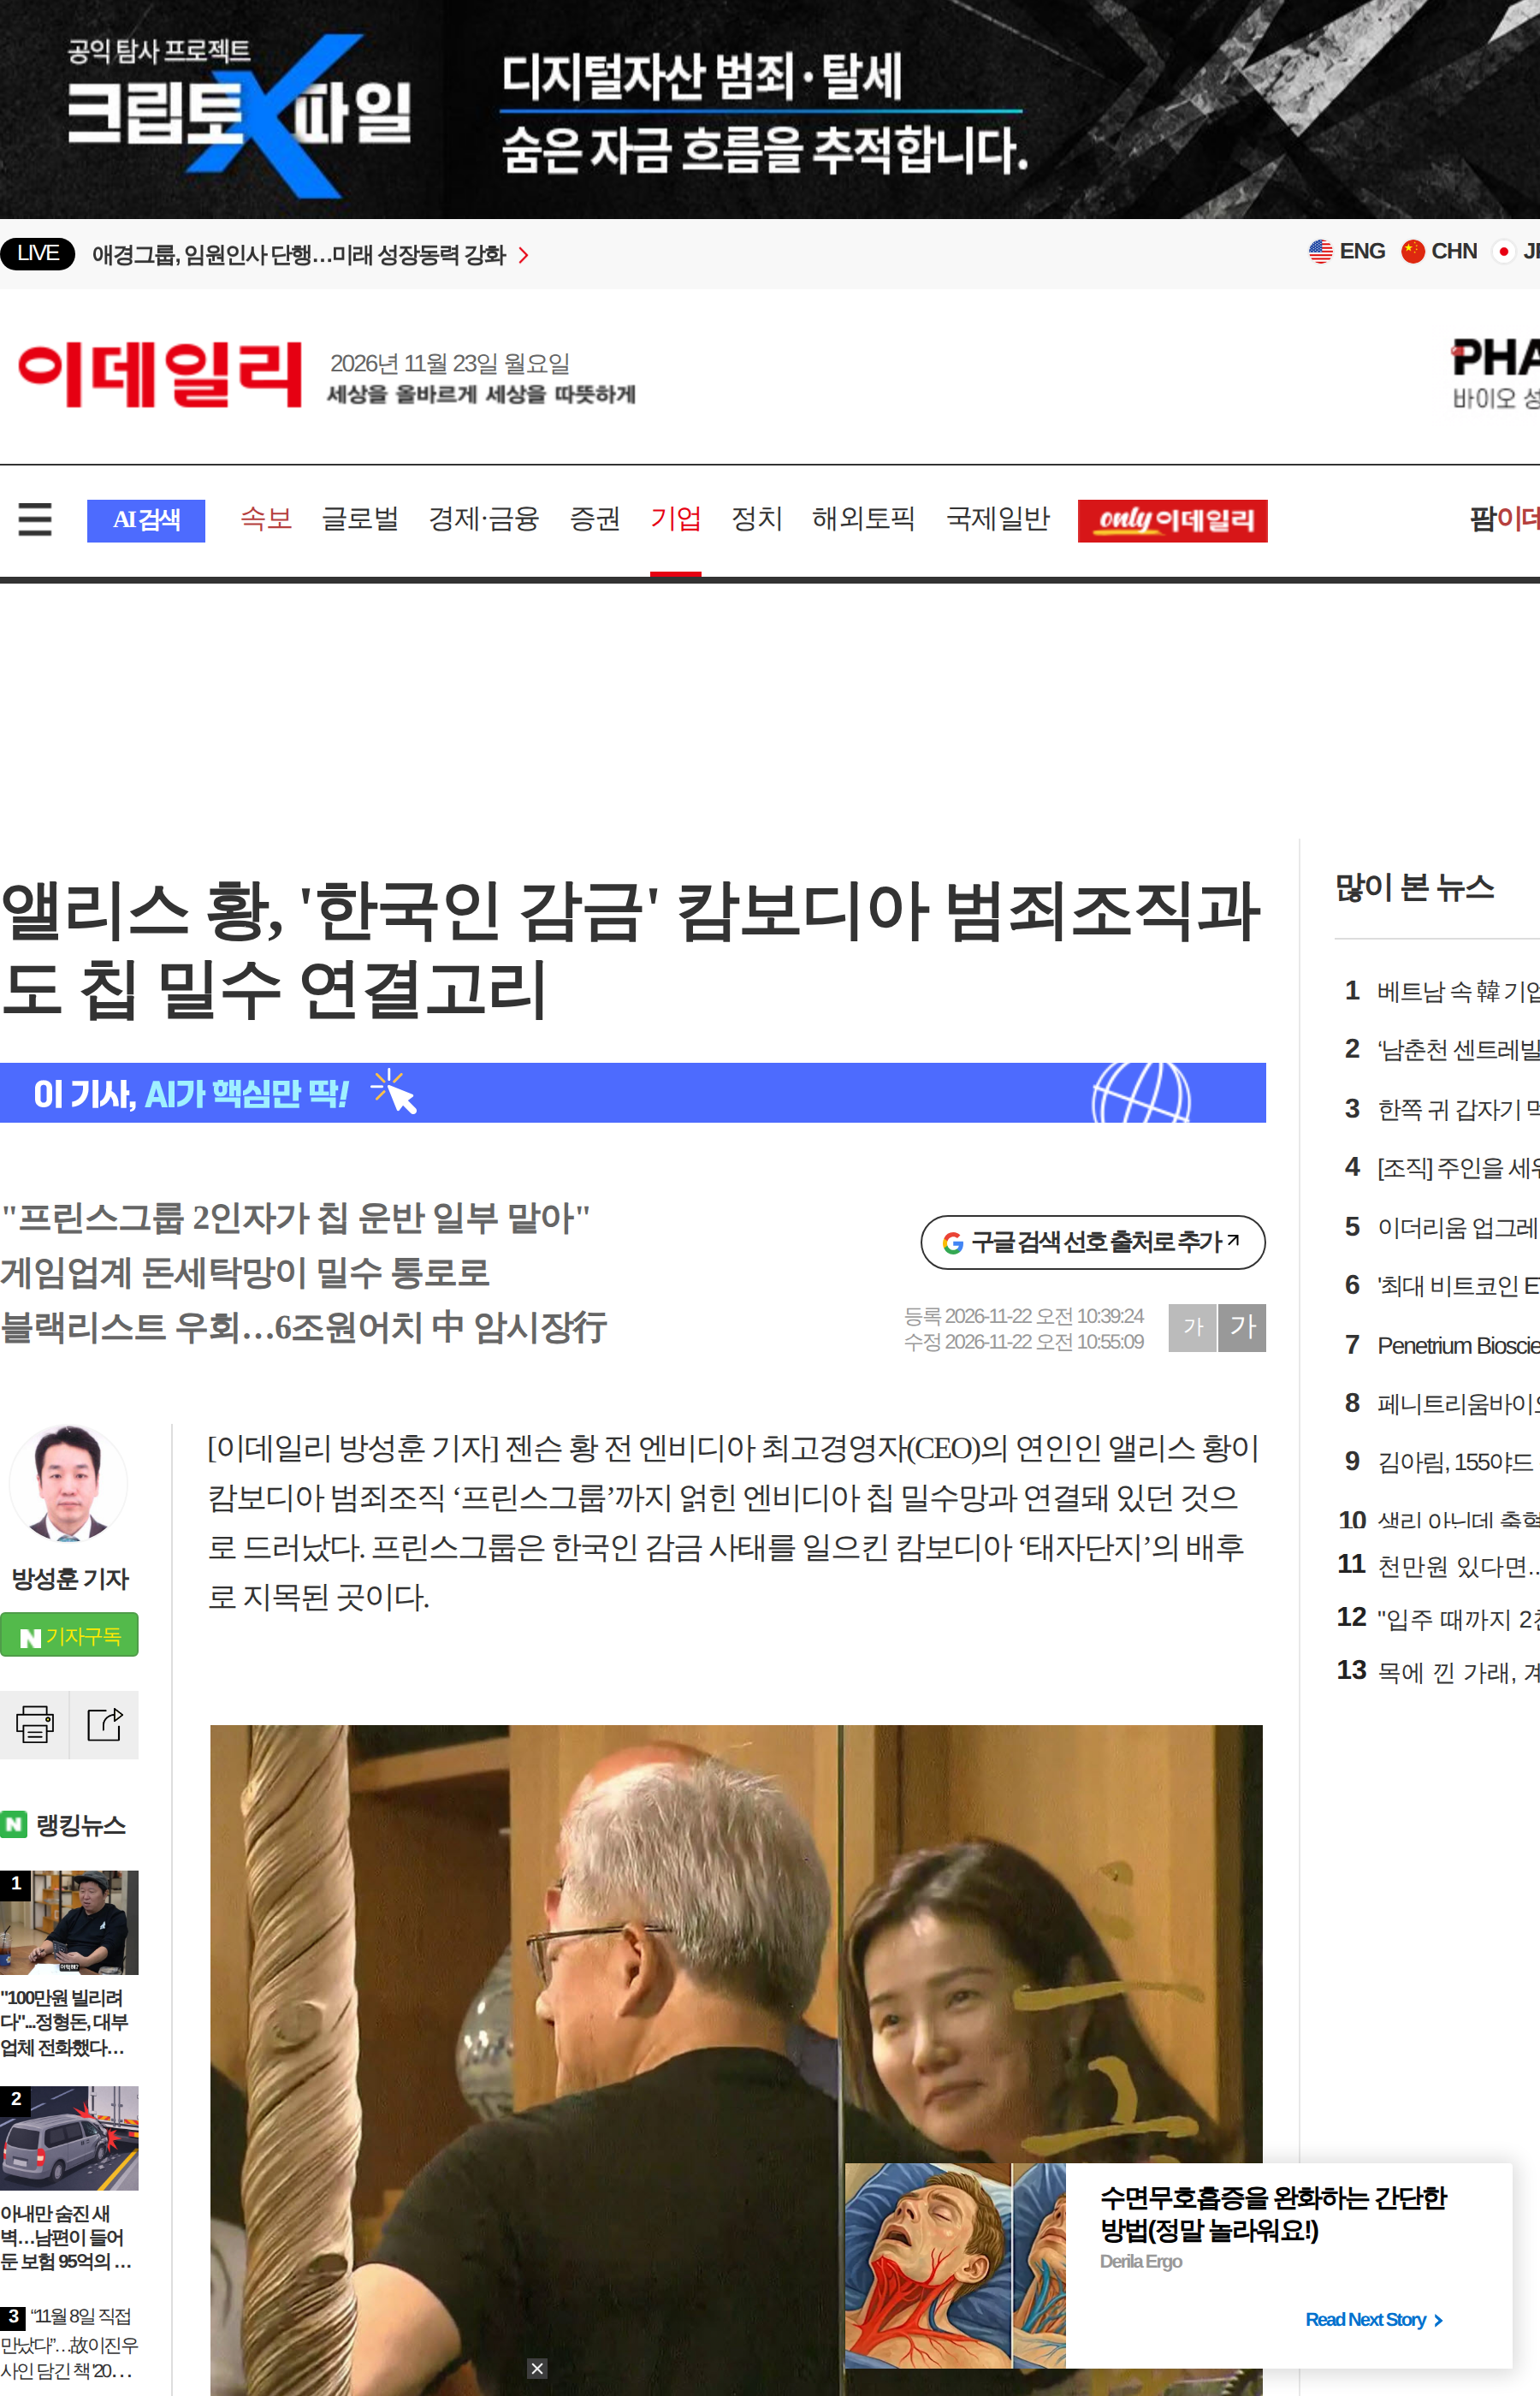 공익 탐사 프로젝트
크립토X파일
디지털자산 범죄·탈세
숨은 자금 흐름을 추적합니다.
LIVE 애경그룹, 임원인사 단행…미래 성장동력 강화
ENG CHN
이데일리
2026년 11월 23일 월요일
세상을 올바르게 세상을 따뜻하게
바이오
AI검색 속보 글로벌 경제·금융 증권 기업 정치 해외토픽 국제일반 only이데일리
앨리스 황, '한국인 감금' 캄보디아 범죄조직과
도 칩 밀수 연결고리
많이 본 뉴스
1 베트남 속 韓
2 ‘남춘천
3 한쪽 귀 갑자기
4 [조직] 주인을
5 이더리움
6 '최대 비트코인
7 Penetrium
8
9 김아림, 155야드
10 생리 아닌데
11 천만원 있다면..
12 "입주 때까지
13 목에 낀 가래,
이 기사, AI가 핵심만 딱!
"프린스그룹 2인자가 칩 운반 일부 맡아"
게임업계 돈세탁망이 밀수 통로로
블랙리스트 우회…6조원어치 中 암시장行
구글 검색 선호 출처로 추가
등록 2026-11-22 오전 10:39:24
수정 2026-11-22 오전 10:55:09
가 가
[이데일리 방성훈 기자] 젠슨 황 전 엔비디아 최고경영자(CEO)의 연인인 앨리스 황이
캄보디아 범죄조직 ‘프린스그룹’까지 얽힌 엔비디아 칩 밀수망과 연결돼 있던 것으
로 드러났다. 프린스그룹은 한국인 감금 사태를 일으킨 캄보디아 ‘태자단지’의 배후
로 지목된 곳이다.
방성훈 기자
N 기자구독
N 랭킹뉴스
1
"100만원 빌리려
다"...정형돈, 대부
업체 전화했다…
2
아내만 숨진 새
벽…남편이 들어
둔 보험 95억의 …
3 “11월 8일 직접
만났다”…故이진우
사인 담긴 책 '20…
수면무호흡증을 완화하는 간단한
방법(정말 놀라워요!)
Derila Ergo
Read Next Story